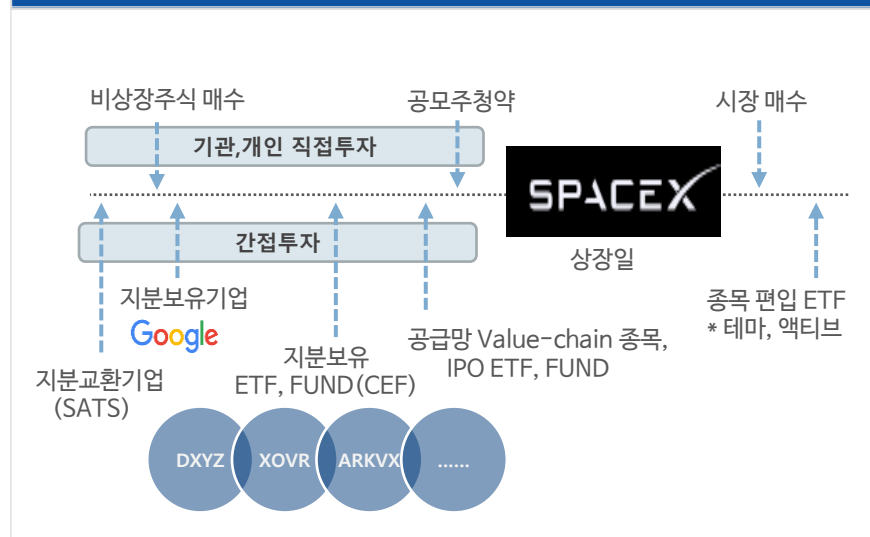 비상장주식 매수
공모주청약
시장 매수
기관,개인 직접투자
SPACEX
간접투자
상장일
지분보유기업
Google
지분교환기업
(SATS)
지분보유
ETF, FUND(CEF)
공급망 Value-chain 종목,
IPO ETF, FUND
종목 편입 ETF
* 테마, 액티브
DXYZ
XOVR
ARKVX
......